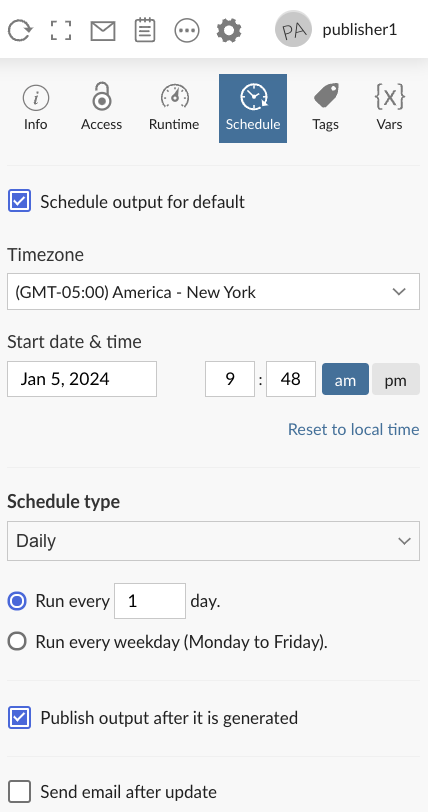 PA publisher1
i
Info Access Runtime Schedule Tags {x} Vars
Schedule output for default
Timezone
(GMT-05:00) America - New York
Start date & time
Jan 5, 2024 9 : 48 am pm
Reset to local time
Schedule type
Daily
Run every 1 day.
Run every weekday (Monday to Friday).
Publish output after it is generated
Send email after update